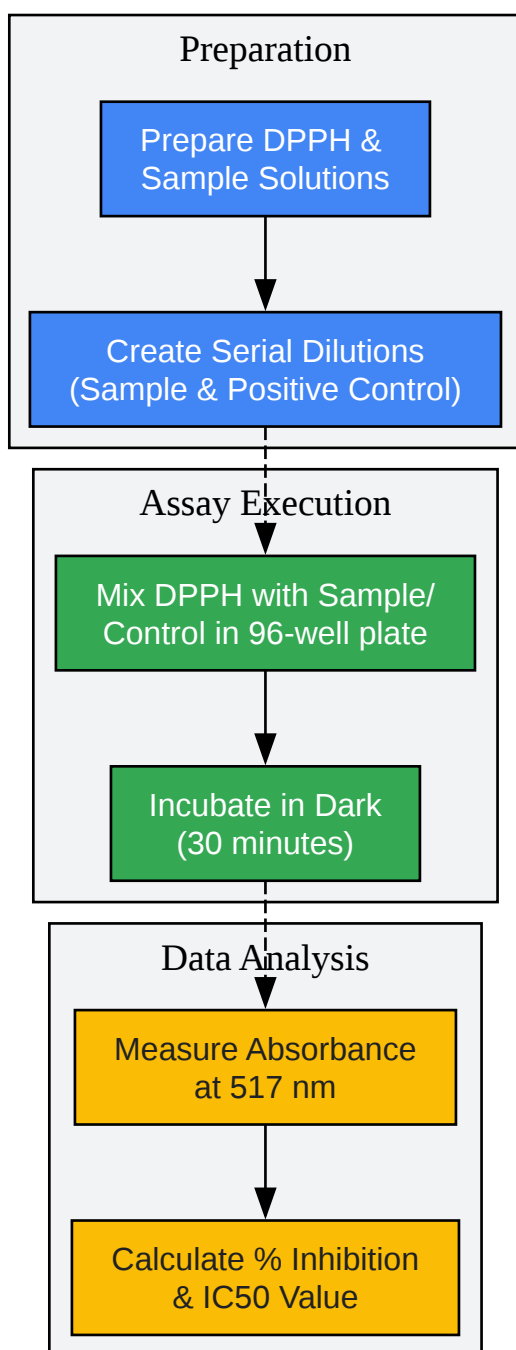 Preparation
Prepare DPPH &
Sample Solutions
Create Serial Dilutions
(Sample & Positive Control)
Assay Execution
Mix DPPH with Sample/
Control in 96-well plate
Incubate in Dark
(30 minutes)
Data Analysis
Measure Absorbance
at 517 nm
Calculate % Inhibition
& IC50 Value